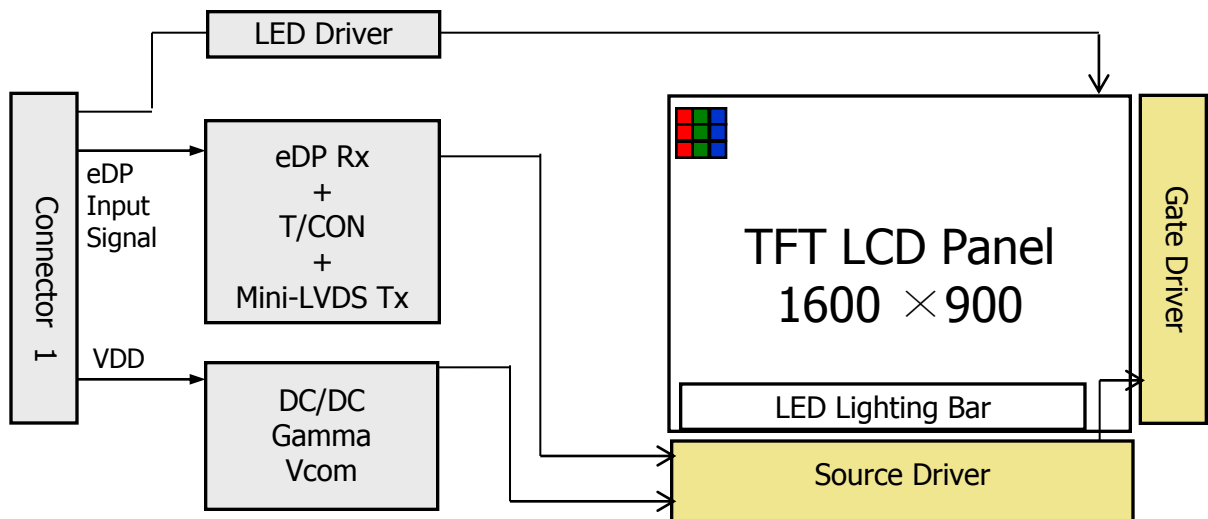 LED Driver
eDP
Input
Signal
Connector 1
eDP Rx
+
T/CON
+
Mini-LVDS Tx
VDD
DC/DC
Gamma
Vcom
TFT LCD Panel
1600 ×900
LED Lighting Bar
Source Driver
Gate Driver